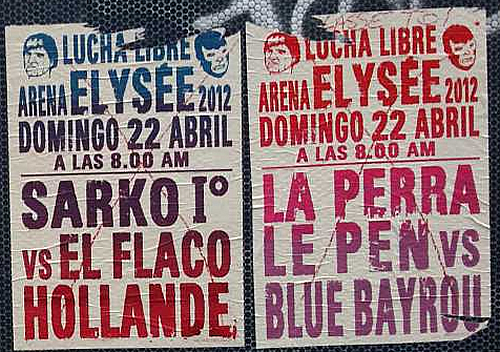 LUCHA LIBRE
ARENA ELYSÉE 2012
DOMINGO 22 ABRIL
A LAS 8.00 AM
SARKO Iº
VS EL FLACO
HOLLANDE
LUCHA LIBRE
ARENA ELYSÉE 2012
DOMINGO 22 ABRIL
A LAS 8.00 AM
LA PERRA
LE PEN VS
BLUE BAYROU